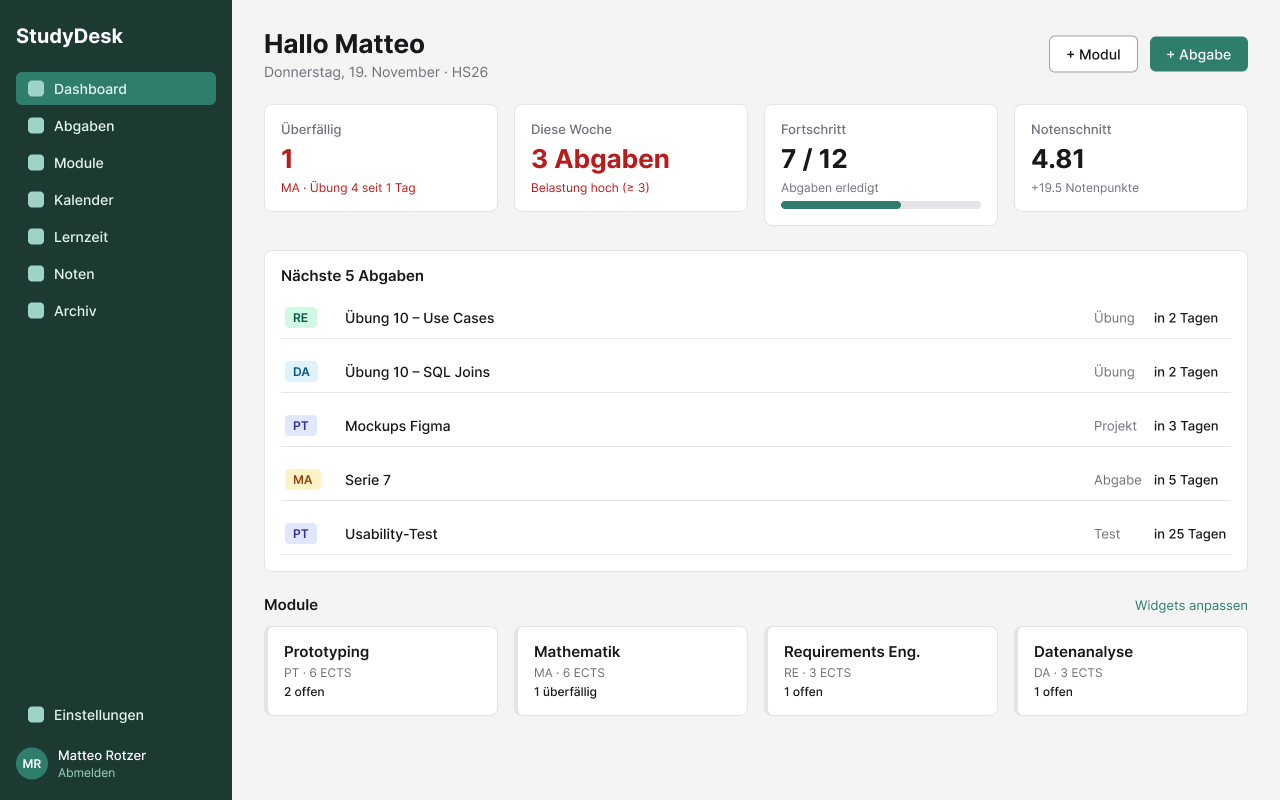 StudyDesk
Dashboard
Abgaben
Module
Kalender
Lernzeit
Noten
Archiv
Einstellungen
MR
Matteo Rotzer
Abmelden
Hallo Matteo
Donnerstag, 19. November · HS26
+ Modul
+ Abgabe
Überfällig
1
MA · Übung 4 seit 1 Tag
Diese Woche
3 Abgaben
Belastung hoch (≥ 3)
Fortschritt
7 / 12
Abgaben erledigt
Notenschnitt
4.81
+19.5 Notenpunkte
Nächste 5 Abgaben
RE Übung 10 – Use Cases Übung in 2 Tagen
DA Übung 10 – SQL Joins Übung in 2 Tagen
PT Mockups Figma Projekt in 3 Tagen
MA Serie 7 Abgabe in 5 Tagen
PT Usability-Test Test in 25 Tagen
Module
Widgets anpassen
Prototyping
PT · 6 ECTS
2 offen
Mathematik
MA · 6 ECTS
1 überfällig
Requirements Eng.
RE · 3 ECTS
1 offen
Datenanalyse
DA · 3 ECTS
1 offen